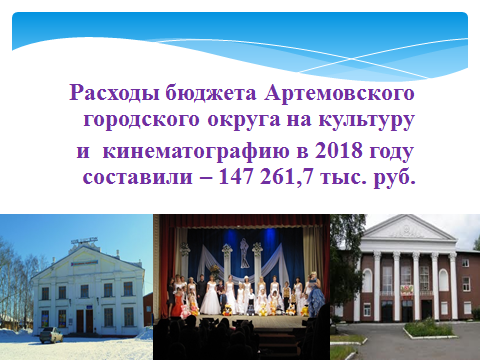 Расходы бюджета Артемовского
городского округа на культуру
и кинематографию в 2018 году
составили – 147 261,7 тыс. руб.